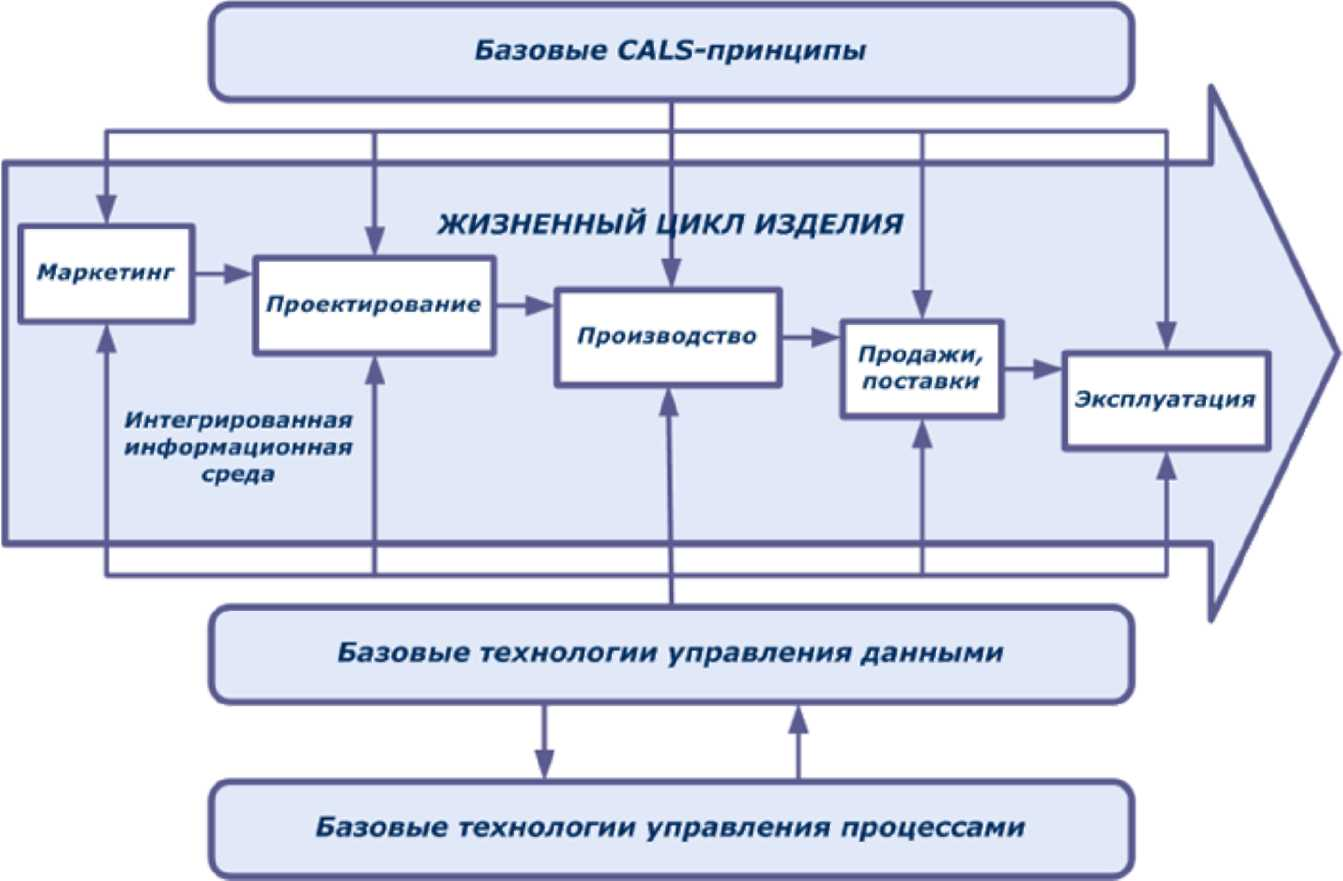 Базовые CALS-принципы
ЖИЗНЕННЫЙ ЦИКЛ ИЗДЕЛИЯ
Маркетинг
Проектирование
Производство
Продажи,
поставки
Эксплуатация
Интегрированная
информационная
среда
Базовые технологии управления данными
Базовые технологии управления процессами